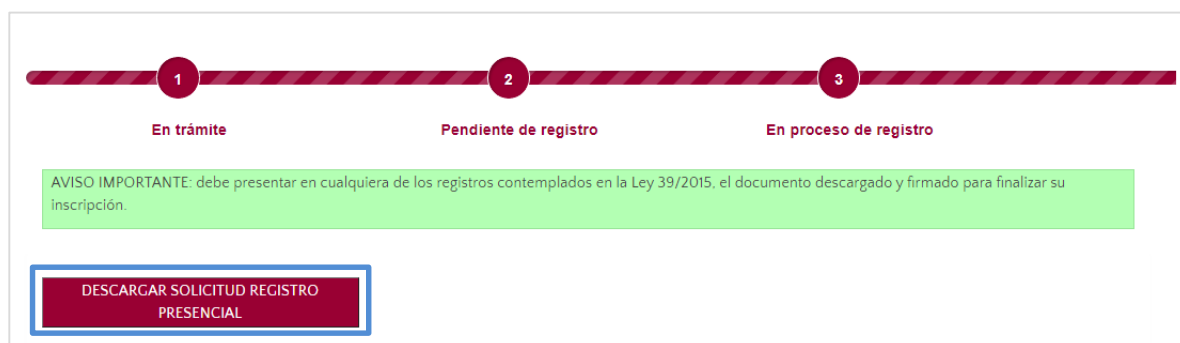 1
2
3
En trámite
Pendiente de registro
En proceso de registro
AVISO IMPORTANTE: debe presentar en cualquiera de los registros contemplados en la Ley 39/2015, el documento descargado y firmado para finalizar su
inscripción.
DESCARGAR SOLICITUD REGISTRO
PRESENCIAL